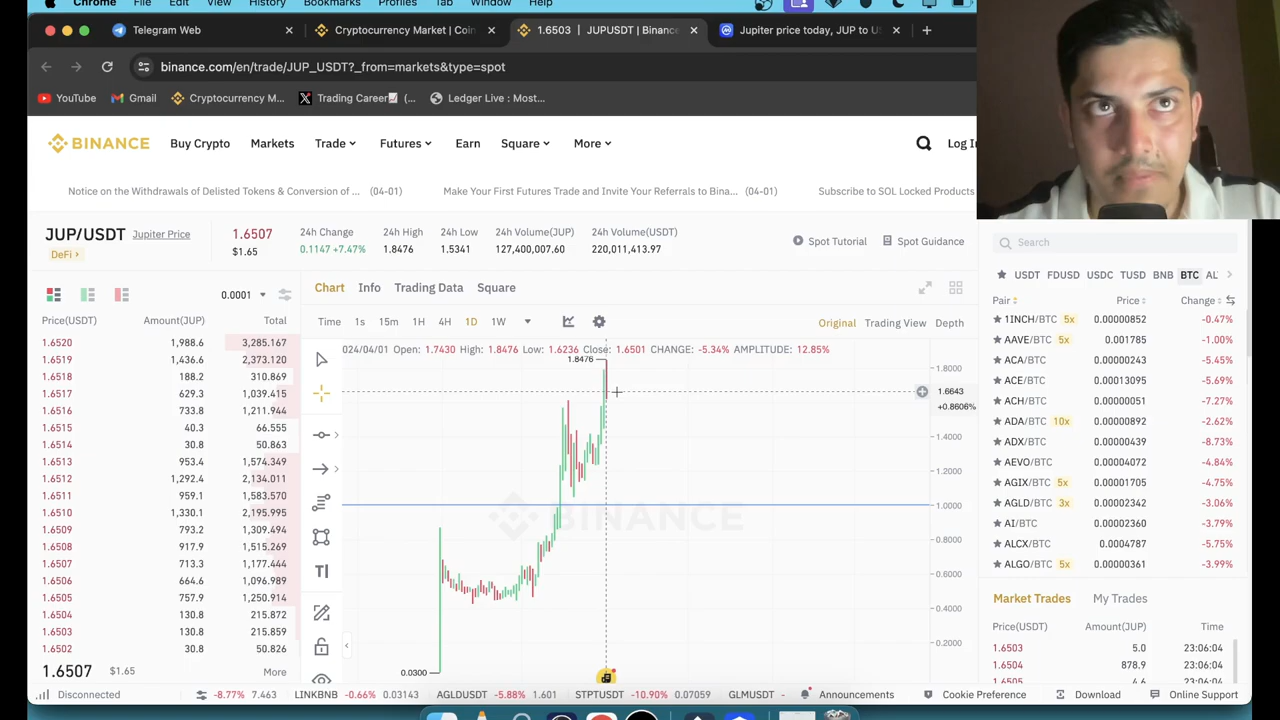 Chrome File Edit View History Bookmarks Profiles Tab Window Help
Telegram Web
Cryptocurrency Market | Coin
1.6503 | JUPUSDT | Binance
Jupiter price today, JUP to US
binance.com/en/trade/JUP_USDT?_from=markets&type=spot
YouTube Gmail Cryptocurrency M... Trading Career (... Ledger Live : Most...
BINANCE Buy Crypto Markets Trade Futures Earn Square More Log In
Notice on the Withdrawals of Delisted Tokens & Conversion of ... (04-01) Make Your First Futures Trade and Invite Your Referrals to Bina... (04-01) Subscribe to SOL Locked Products
JUP/USDT Jupiter Price
DeFi
1.6507
$1.65
24h Change
0.1147 +7.47%
24h High
1.8476
24h Low
1.5341
24h Volume(JUP)
127,400,007.60
24h Volume(USDT)
220,011,413.97
Spot Tutorial Spot Guidance
0.0001
Price(USDT) Amount(JUP) Total
1.6520 1,988.6 3,285.167
1.6519 1,436.6 2,373.120
1.6518 188.2 310.869
1.6517 629.3 1,039.415
1.6516 733.8 1,211.944
1.6515 40.3 66.555
1.6514 30.8 50.863
1.6513 953.4 1,574.349
1.6512 1,292.4 2,134.011
1.6511 959.1 1,583.570
1.6510 1,330.1 2,195.995
1.6509 793.2 1,309.494
1.6508 917.9 1,515.269
1.6507 713.3 1,177.444
1.6506 664.6 1,096.989
1.6505 757.9 1,250.914
1.6504 130.8 215.872
1.6503 130.8 215.859
1.6502 30.8 50.826
1.6507 $1.65 More
Chart Info Trading Data Square
Time 1s 15m 1H 4H 1D 1W Original Trading View Depth
024/04/01 Open: 1.7430 High: 1.8476 Low: 1.6236 Close: 1.6501 CHANGE: -5.34% AMPLITUDE: 12.85%
1.8476
1.8000
1.6643
+0.8606%
1.4000
1.2000
1.0000
BINANCE
0.8000
0.6000
0.4000
0.2000
0.0300
Search
USDT FDUSD USDC TUSD BNB BTC AL
Pair Price Change
1INCH/BTC 5x 0.00000852 -0.47%
AAVE/BTC 5x 0.001785 -1.00%
ACA/BTC 0.00000243 -5.45%
ACE/BTC 0.00013095 -5.69%
ACH/BTC 0.00000051 -7.27%
ADA/BTC 10x 0.00000892 -2.62%
ADX/BTC 0.00000439 -8.73%
AEVO/BTC 0.00004072 -4.84%
AGIX/BTC 5x 0.00001705 -4.75%
AGLD/BTC 3x 0.00002342 -3.06%
AI/BTC 0.00002360 -3.79%
ALCX/BTC 0.0004787 -5.75%
ALGO/BTC 5x 0.00000361 -3.99%
Market Trades My Trades
Price(USDT) Amount(JUP) Time
1.6503 5.0 23:06:04
1.6504 878.9 23:06:04
1.6505 4.6 23:06:04
Disconnected -8.77% 7.463 LINKBNB -0.66% 0.03143 AGLDUSDT -5.88% 1.601 STPTUSDT -10.90% 0.07059 GLMUSDT - Announcements Cookie Preference Download Online Support